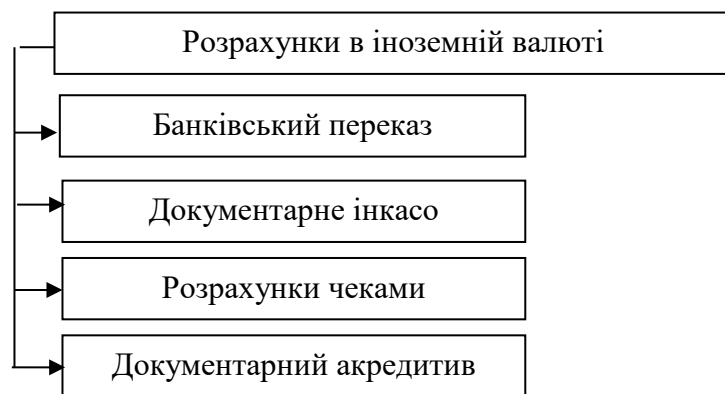 Розрахунки в іноземній валюті
Банківський переказ
Документарне інкасо
Розрахунки чеками
Документарний акредитив